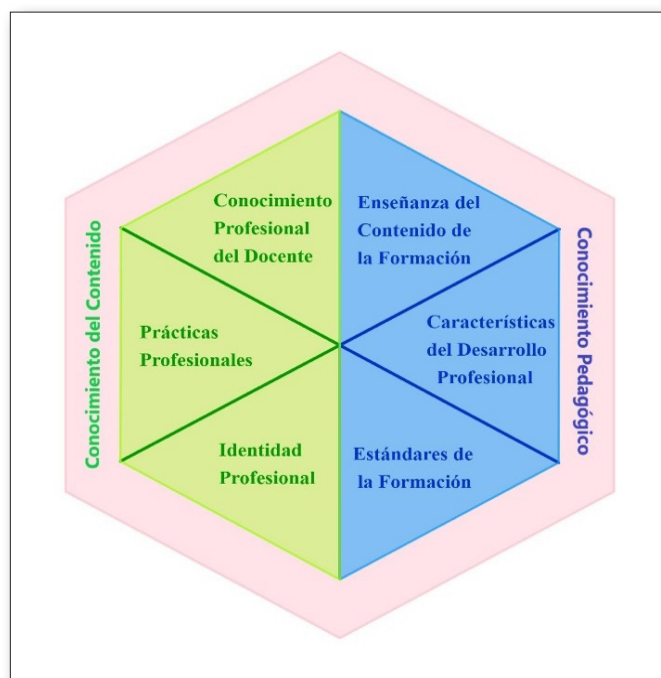 Conocimiento del Contenido
Conocimiento
Profesional
del Docente
Prácticas
Profesionales
Identidad
Profesional
Enseñanza del
Contenido de
la Formación
Características
del Desarrollo
Profesional
Estándares de
la Formación
Conocimiento Pedagógico